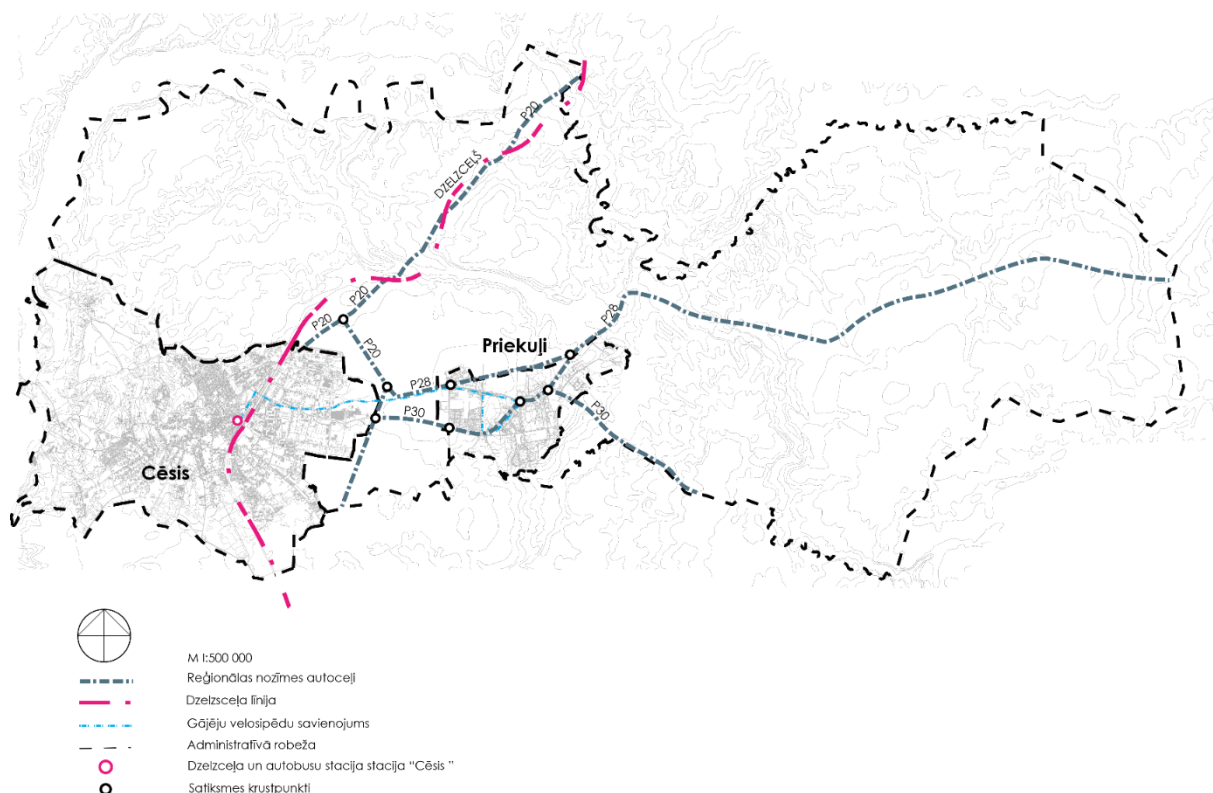 P20
DZELZCEĻŠ
P20
P20
P20
P28
Priekuļi
P28
P30
P30
Cēsis
M 1:500 000
Reģionālas nozīmes autoceļi
Dzelzsceļa līnija
Gājēju velosipēdu savienojums
Administratīvā robeža
Dzelzceļa un autobusu stacija stacija “Cēsis ”
Satiksmes krustpunkti